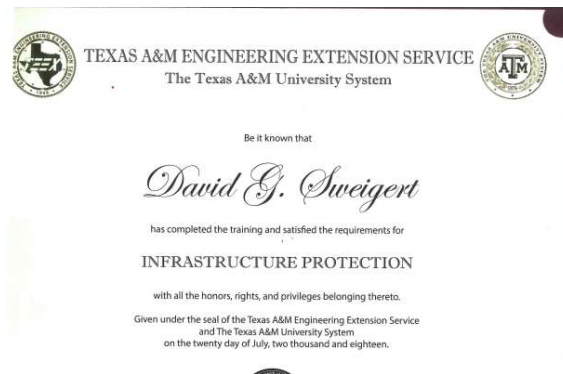 TEXAS A&M ENGINEERING EXTENSION SERVICE
The Texas A&M University System
Be it known that
David G. Sweigert
has completed the training and satisfied the requirements for
INFRASTRUCTURE PROTECTION
with all the honors, rights, and privileges belonging thereto.
Given under the seal of the Texas A&M Engineering Extension Service
and The Texas A&M University System
on the twenty day of July, two thousand and eighteen.